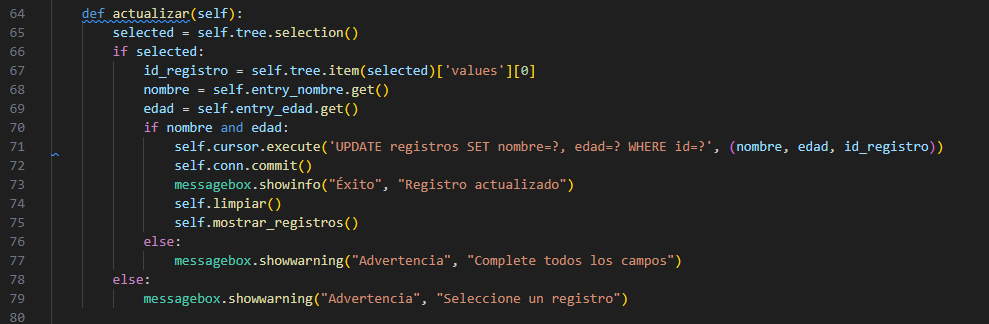 64 def actualizar(self):
65 selected = self.tree.selection()
66 if selected:
67 id_registro = self.tree.item(selected)['values'][0]
68 nombre = self.entry_nombre.get()
69 edad = self.entry_edad.get()
70 if nombre and edad:
71 self.cursor.execute('UPDATE registros SET nombre=?, edad=? WHERE id=?', (nombre, edad, id_registro))
72 self.conn.commit()
73 messagebox.showinfo("Éxito", "Registro actualizado")
74 self.limpiar()
75 self.mostrar_registros()
76 else:
77 messagebox.showwarning("Advertencia", "Complete todos los campos")
78 else:
79 messagebox.showwarning("Advertencia", "Seleccione un registro")
80